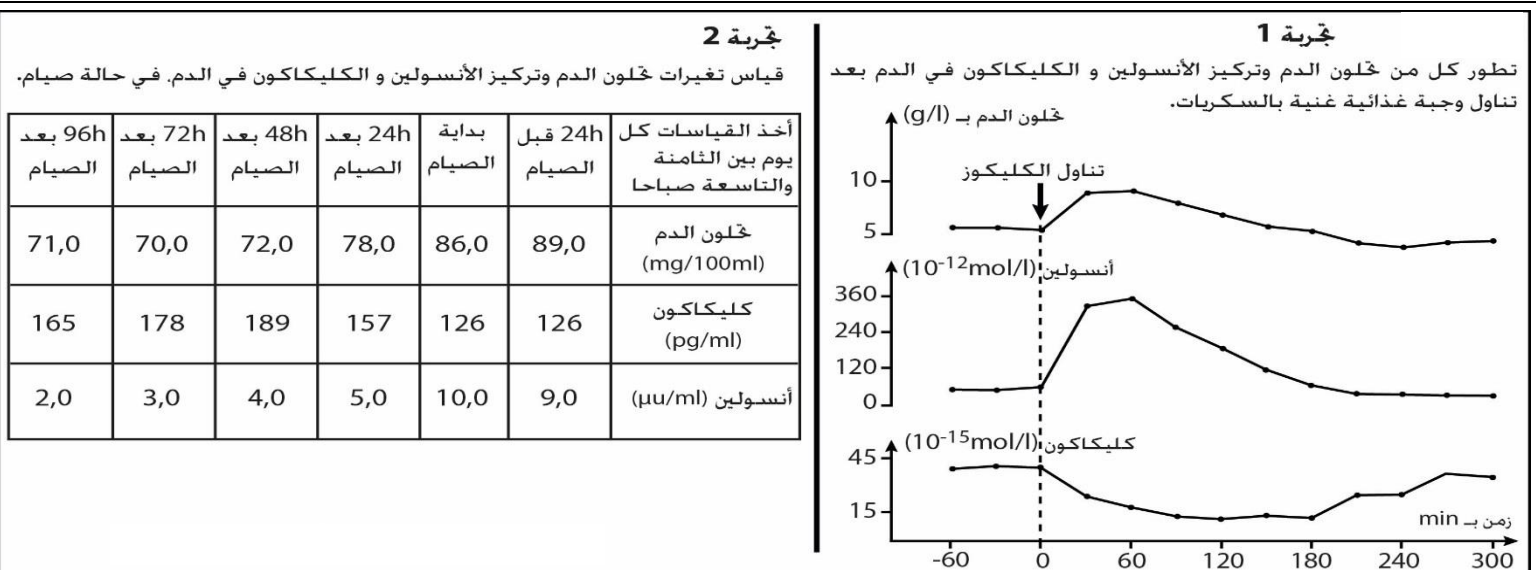 تجربة 1
تطور كل من تحلون الدم وتركيز الأنسولين و الكليكاكون في الدم بعد
تناول وجبة غذائية غنية بالسكريات.
تحلون الدم بـ (g/l)
تناول الكليكوز
10
5
أنسولين (10-12mol/l)
360
240
120
0
كليكاكون (10-15mol/l)
45
15
زمن بـ min
-60 0 60 120 180 240 300
تجربة 2
قياس تغيرات تحلون الدم وتركيز الأنسولين و الكليكاكون في الدم. في حالة صيام.
أخذ القياسات كل يوم بين الثامنة والتاسعة صباحا | 24h قبل الصيام | بداية الصيام | 24h بعد الصيام | 48h بعد الصيام | 72h بعد الصيام | 96h بعد الصيام
تحلون الدم (mg/100ml) | 89,0 | 86,0 | 78,0 | 72,0 | 70,0 | 71,0
كليكاكون (pg/ml) | 126 | 126 | 157 | 189 | 178 | 165
أنسولين (µu/ml) | 9,0 | 10,0 | 5,0 | 4,0 | 3,0 | 2,0